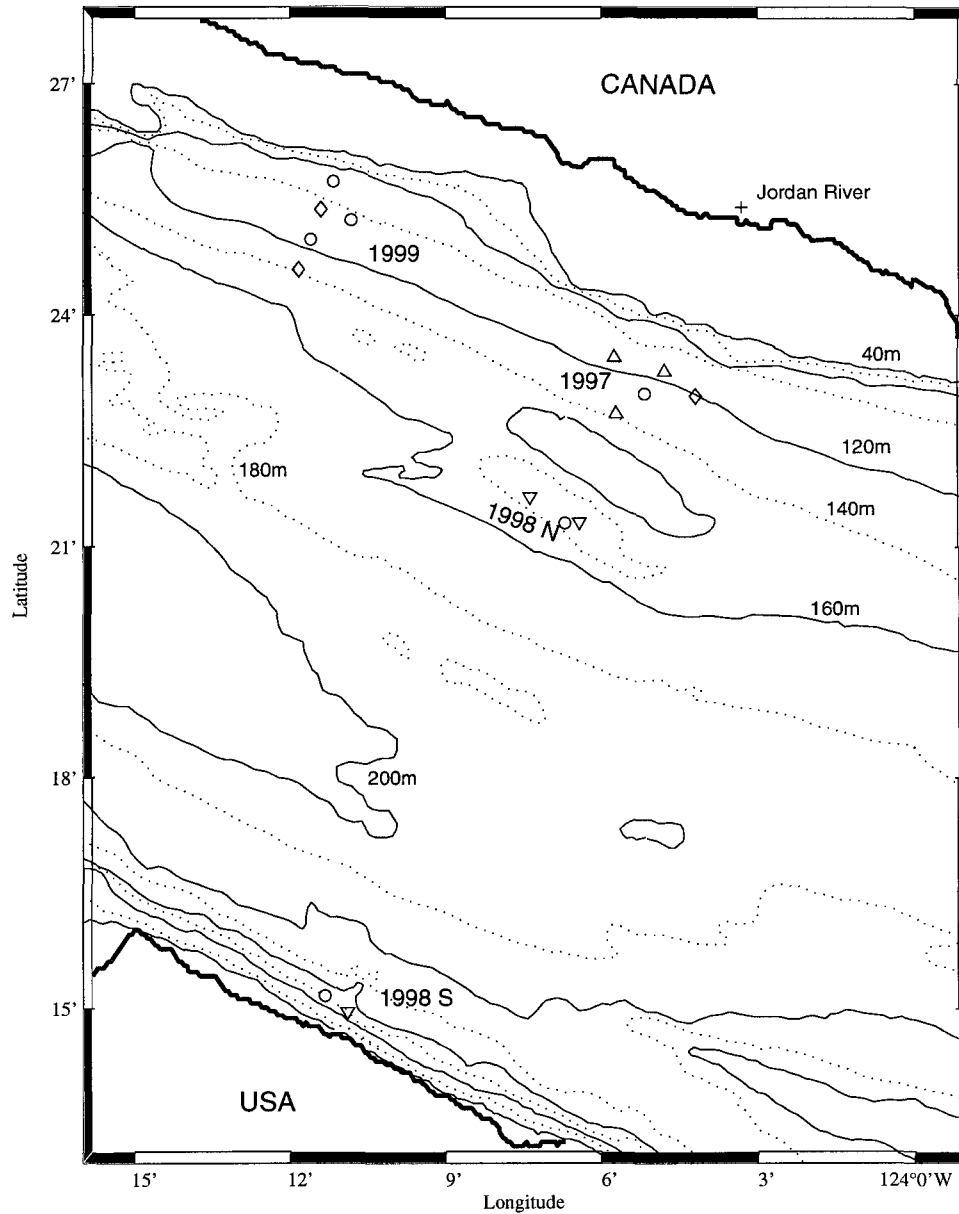 27'
CANADA
Jordan River
1999
24'
40m
1997
120m
180m
140m
1998 N
21'
160m
Latitude
18'
200m
1998 S
15'
USA
15'
12'
9'
6'
3'
124°0'W
Longitude